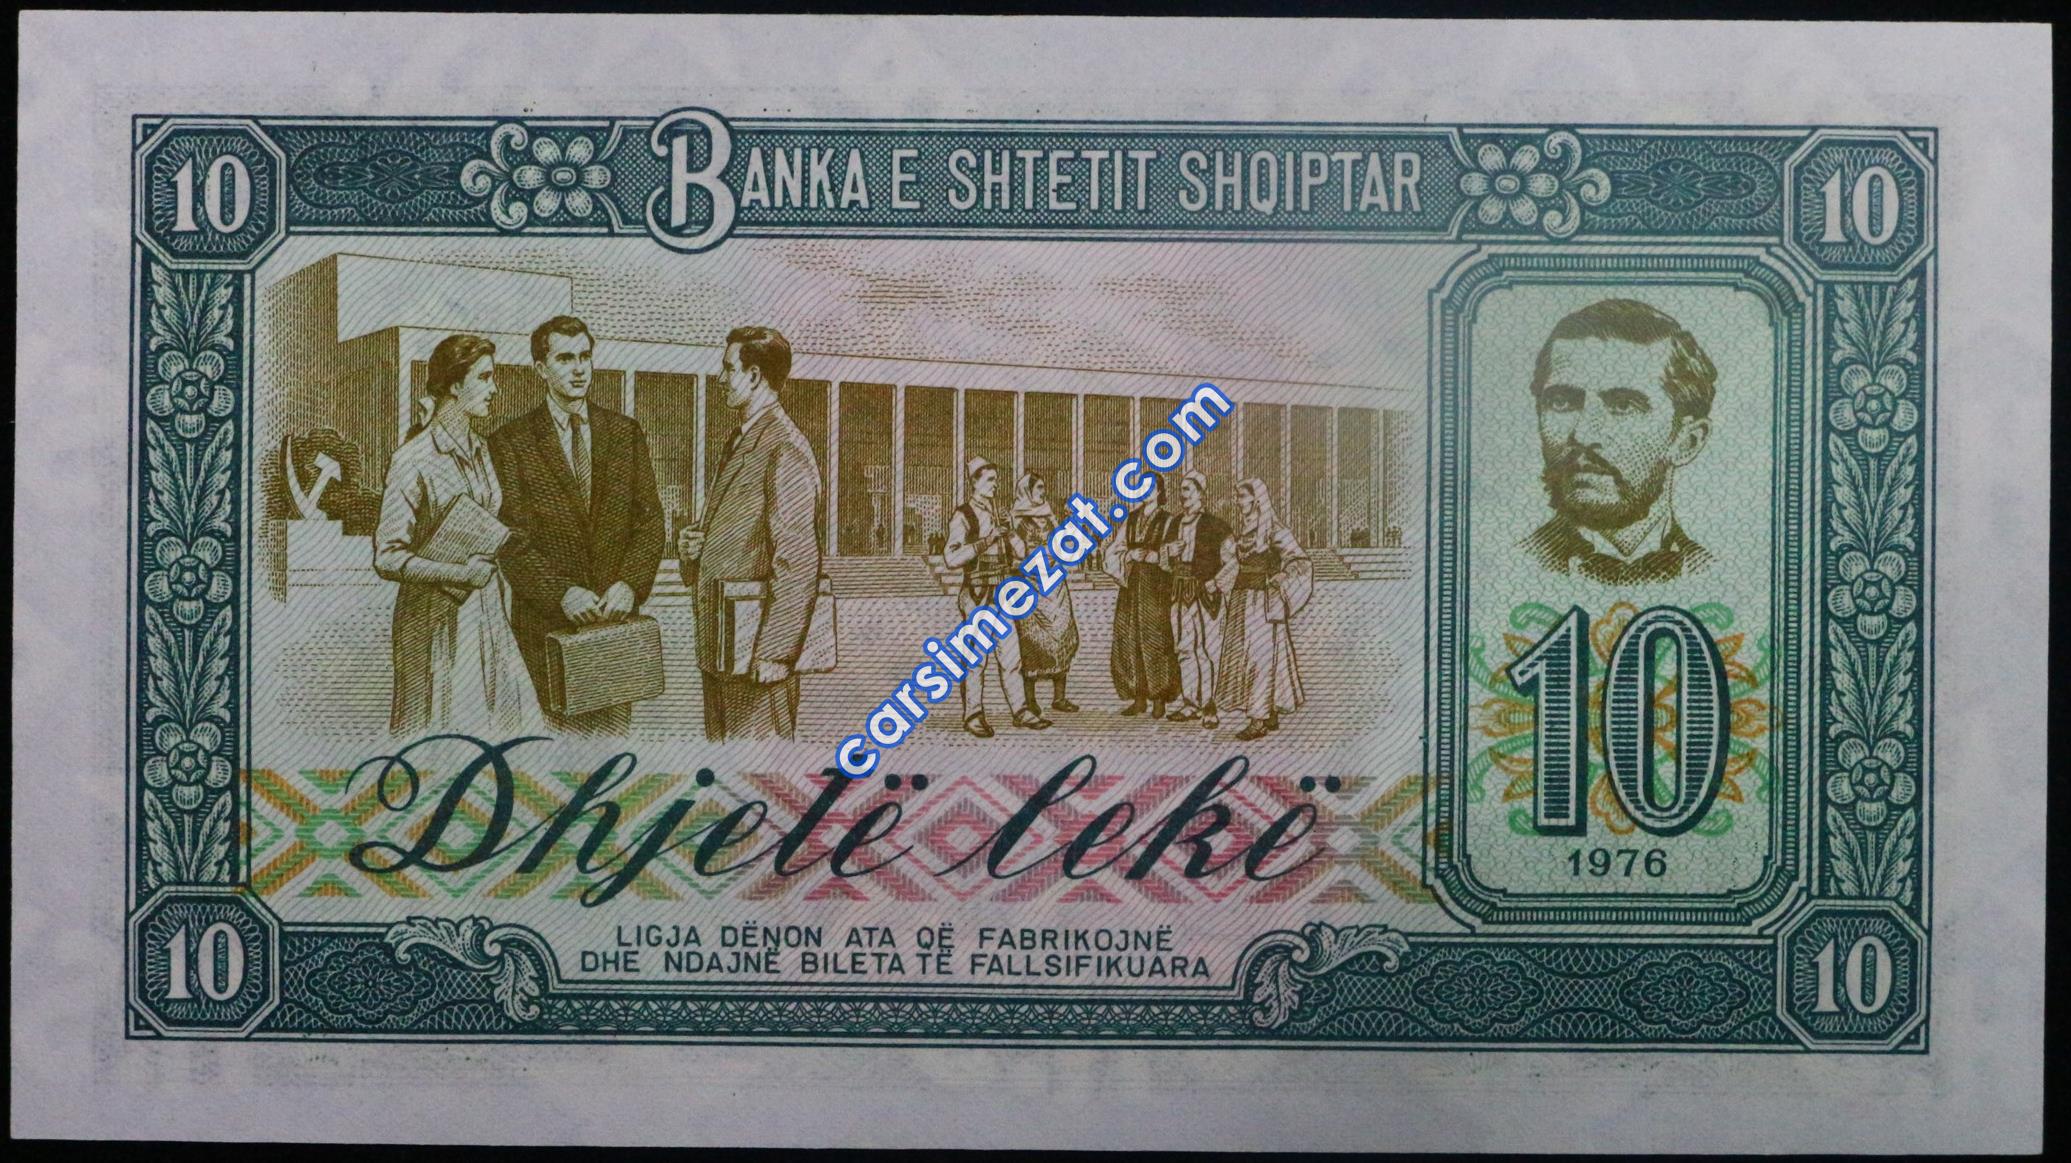 10
BANKA E SHTETIT SHQIPTAR
10
carsimezat.com
10
1976
Dhjetë lekë
LIGJA DËNON ATA QË FABRIKOJNË
DHE NDAJNË BILETA TË FALLSIFIKUARA
10
10